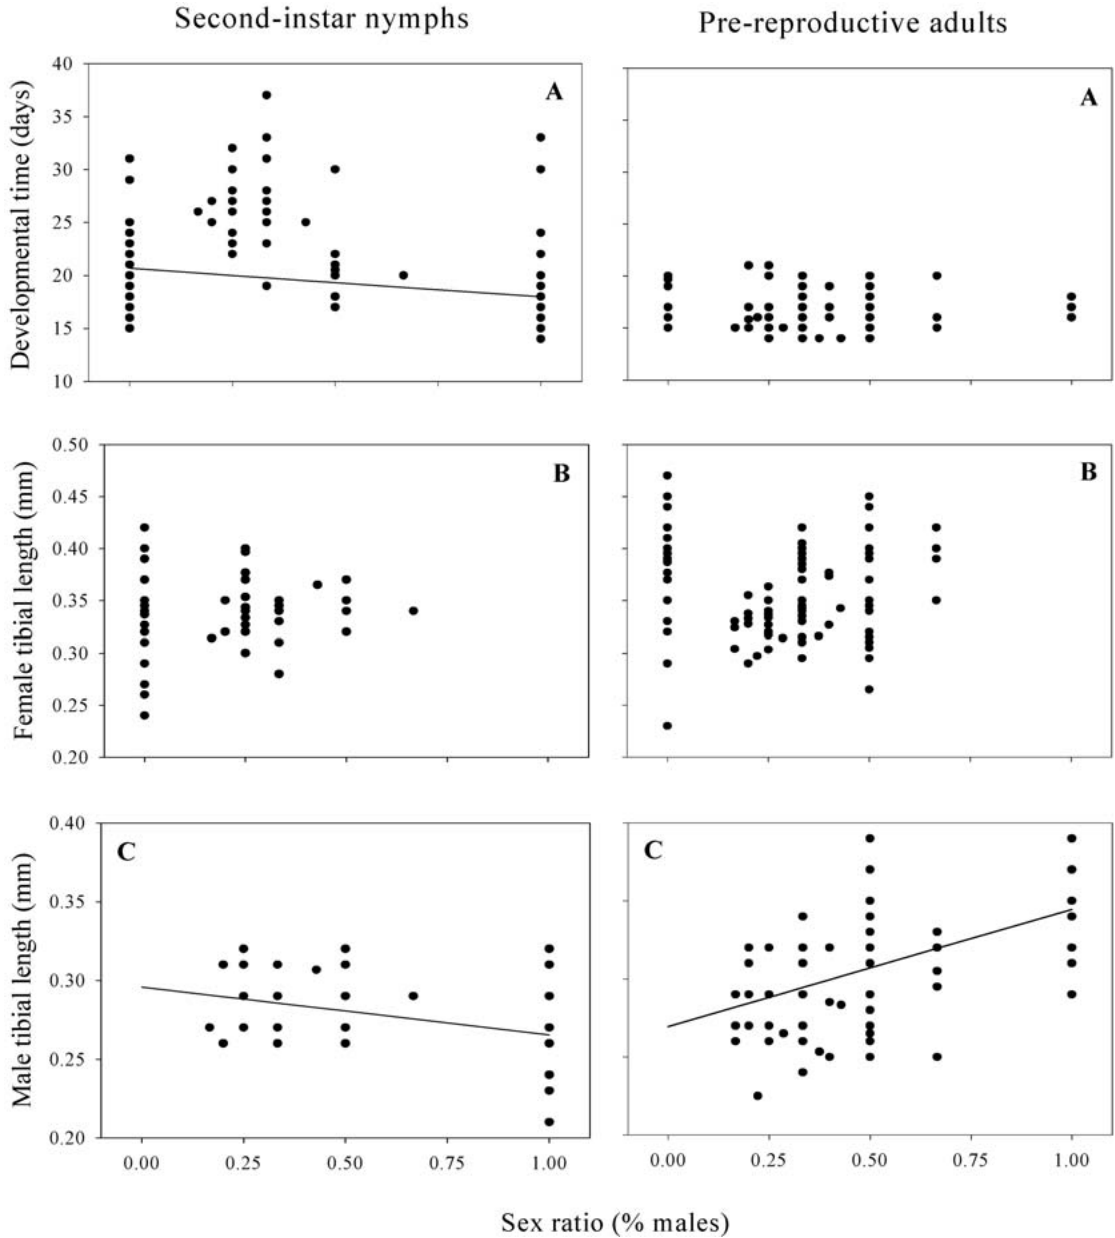 Second-instar nymphs
Pre-reproductive adults
Developmental time (days)
40
35
30
25
20
15
10
A
A
Female tibial length (mm)
0.50
0.45
0.40
0.35
0.30
0.25
0.20
B
B
Male tibial length (mm)
0.40
0.35
0.30
0.25
0.20
C
C
0.00 0.25 0.50 0.75 1.00
0.00 0.25 0.50 0.75 1.00
Sex ratio (% males)